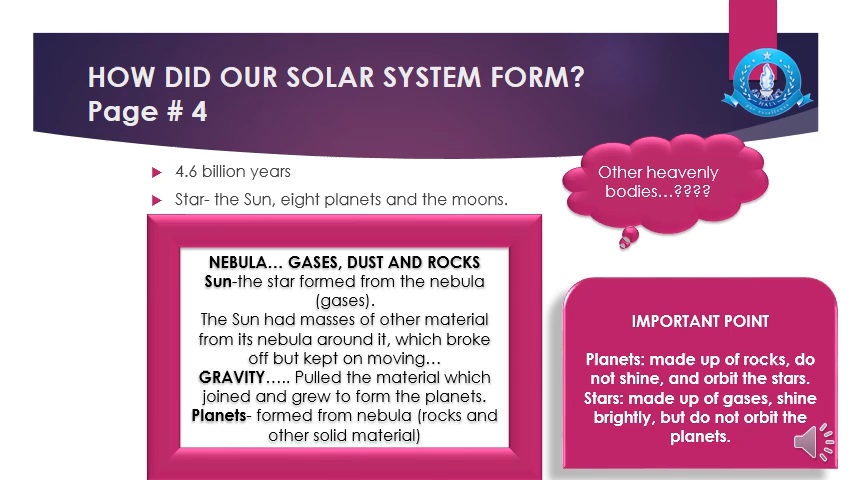 HOW DID OUR SOLAR SYSTEM FORM?
Page # 4
4.6 billion years
Star- the Sun, eight planets and the moons.
Other heavenly
bodies…????
NEBULA… GASES, DUST AND ROCKS
Sun-the star formed from the nebula
(gases).
The Sun had masses of other material
from its nebula around it, which broke
off but kept on moving…
GRAVITY….. Pulled the material which
joined and grew to form the planets.
Planets- formed from nebula (rocks and
other solid material)
IMPORTANT POINT
Planets: made up of rocks, do
not shine, and orbit the stars.
Stars: made up of gases, shine
brightly, but do not orbit the
planets.